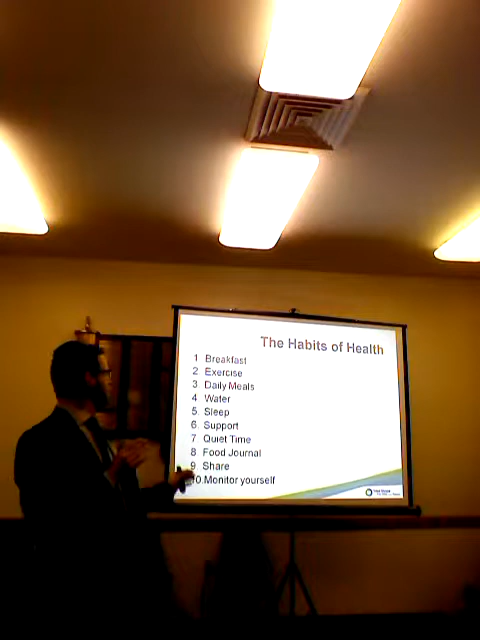 The Habits of Health
1 Breakfast
2 Exercise
3 Daily Meals
4 Water
5. Sleep
6. Support
7 Quiet Time
8 Food Journal
9. Share
10.Monitor yourself